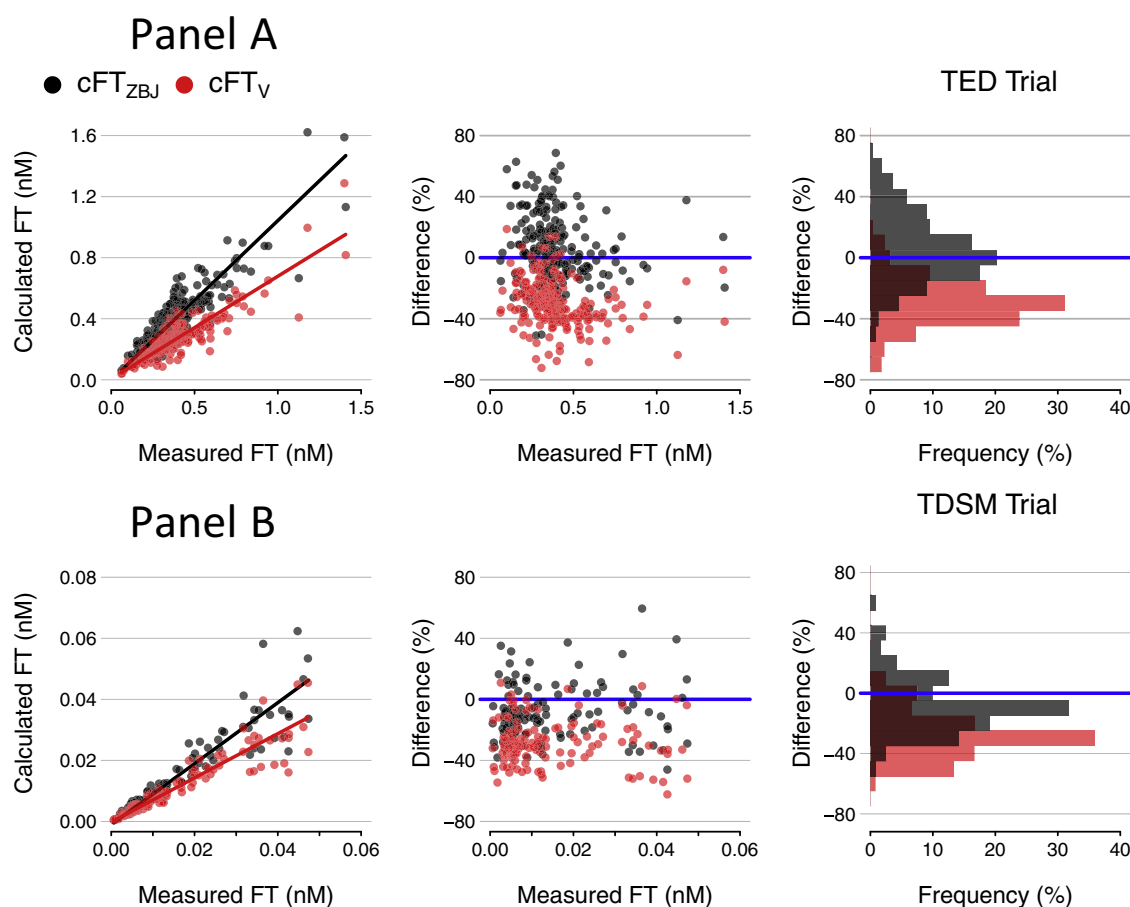 Panel A
cFTZBJ cFTV
TED Trial
Calculated FT (nM)
1.6
1.2
0.8
0.4
0.0
0.0 0.5 1.0 1.5
Measured FT (nM)
Difference (%)
80
40
0
−40
−80
0.0 0.5 1.0 1.5
Measured FT (nM)
Difference (%)
80
40
0
−40
−80
0 10 20 30 40
Frequency (%)
Panel B
TDSM Trial
Calculated FT (nM)
0.08
0.06
0.04
0.02
0.00
0.00 0.02 0.04 0.06
Measured FT (nM)
Difference (%)
80
40
0
−40
−80
0.00 0.02 0.04 0.06
Measured FT (nM)
Difference (%)
80
40
0
−40
−80
0 10 20 30 40
Frequency (%)